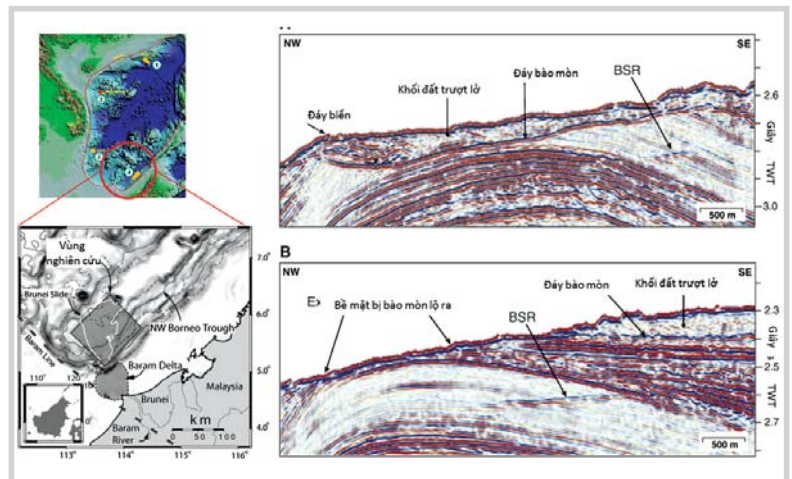 NW
SE
Đáy bào mòn
BSR
Khối đất trượt lở
Đáy biển
2.6
Giây
TWT
3.0
500 m
Vùng
nghiên cứu
Brunei Slide
NW Borneo Trough
Baram Line
Baram Delta
Brunei
Malaysia
Baram
River
km
0 50 100
110°
120°
10°
0°
7.0°
6.0°
5.0°
4.0°
113°
114°
115°
116°
B
NW
SE
Bề mặt bị bào mòn lộ ra
Đáy bào mòn
Khối đất trượt lở
BSR
2.3
Giây
2.5
TWT
2.7
500 m